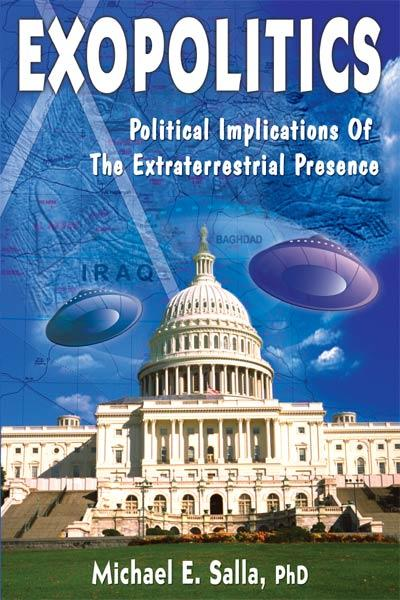 EXOPOLITICS
Political Implications Of
The Extraterrestrial Presence
BAGHDAD
IRAQ
Michael E. Salla, PhD